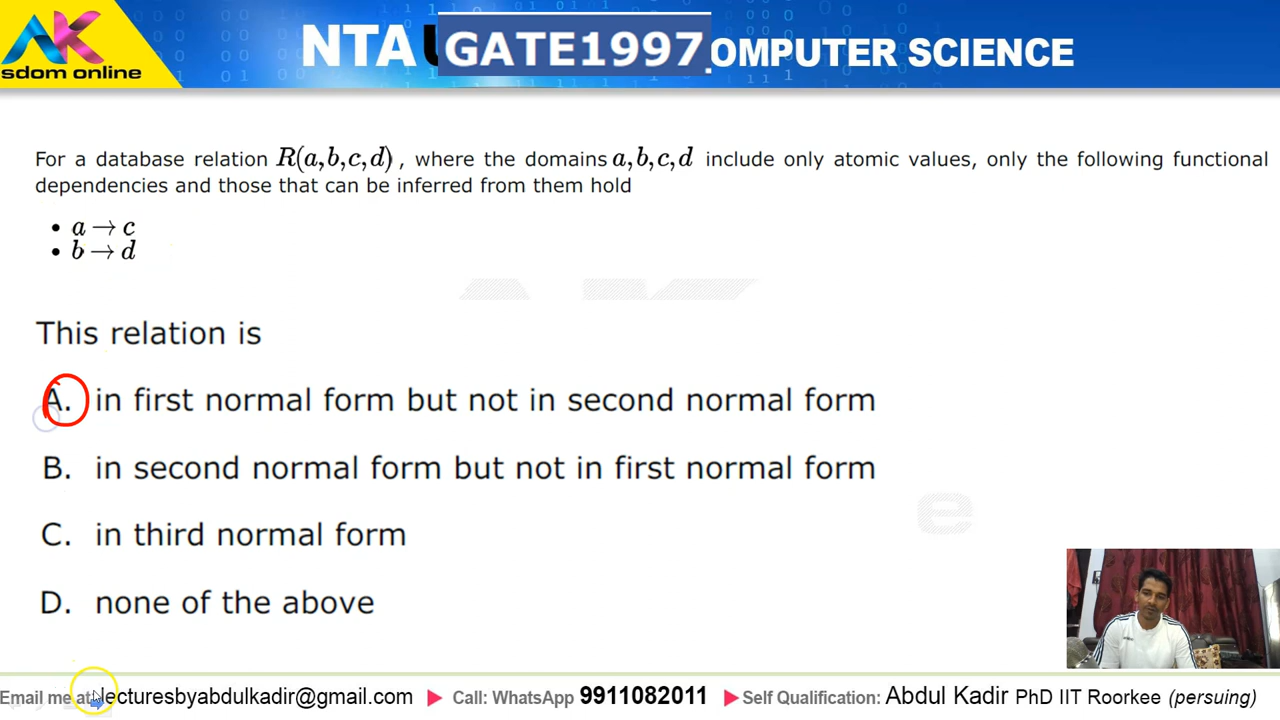 AK
sdom online
NTA U GATE1997 OMPUTER SCIENCE
For a database relation R(a,b,c,d), where the domains a,b,c,d include only atomic values, only the following functional
dependencies and those that can be inferred from them hold
• a → c
• b → d
This relation is
A. in first normal form but not in second normal form
B. in second normal form but not in first normal form
C. in third normal form
D. none of the above
e
Email me at lecturesbyabdulkadir@gmail.com ▶ Call: WhatsApp 9911082011 ▶ Self Qualification: Abdul Kadir PhD IIT Roorkee (persuing)